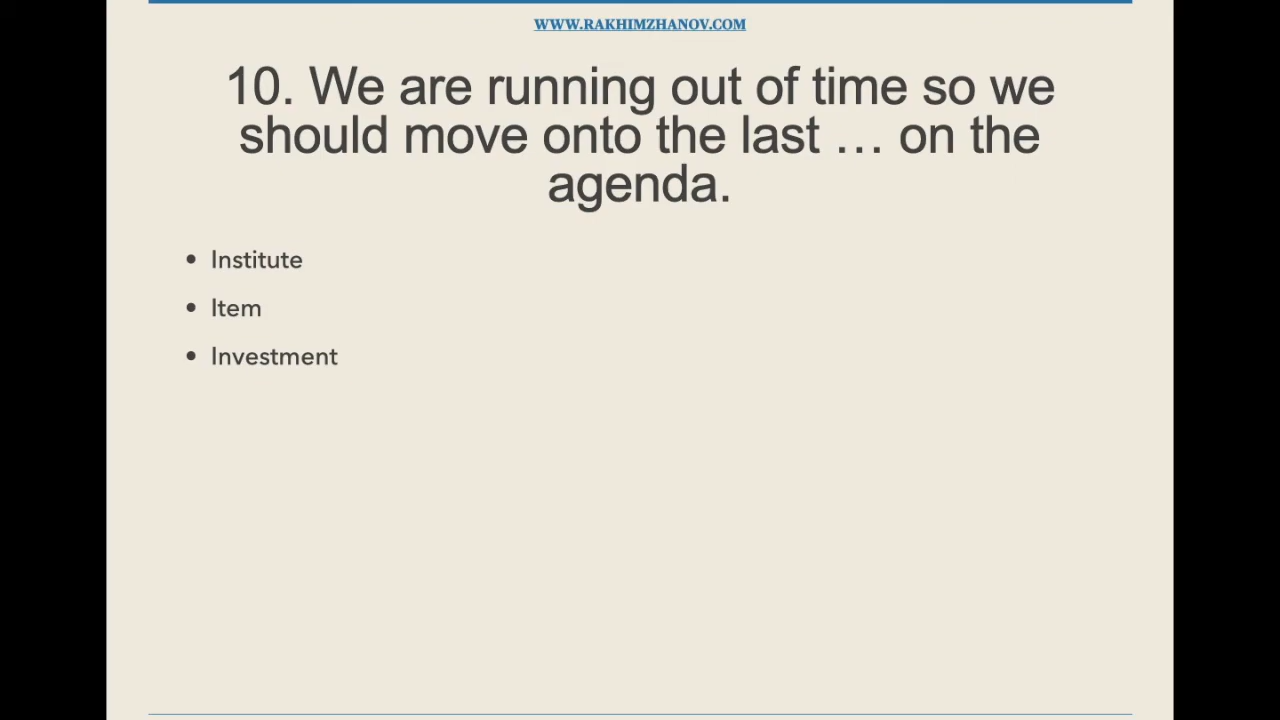 WWW.RAKHIMZHANOV.COM
10. We are running out of time so we
should move onto the last … on the
agenda.
• Institute
• Item
• Investment